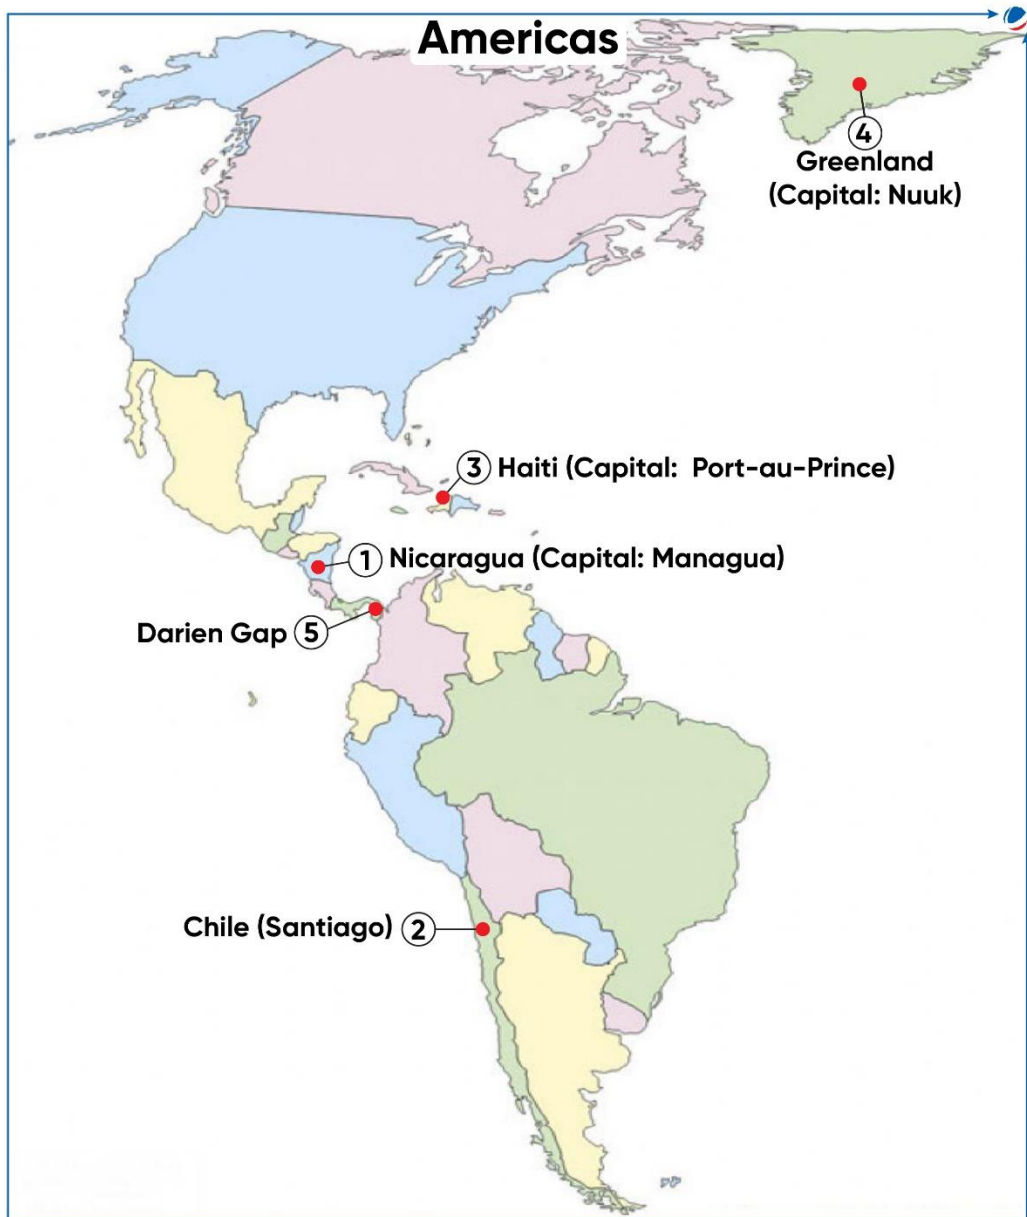 Americas
4
Greenland
(Capital: Nuuk)
3 Haiti (Capital: Port-au-Prince)
1 Nicaragua (Capital: Managua)
Darien Gap 5
Chile (Santiago) 2